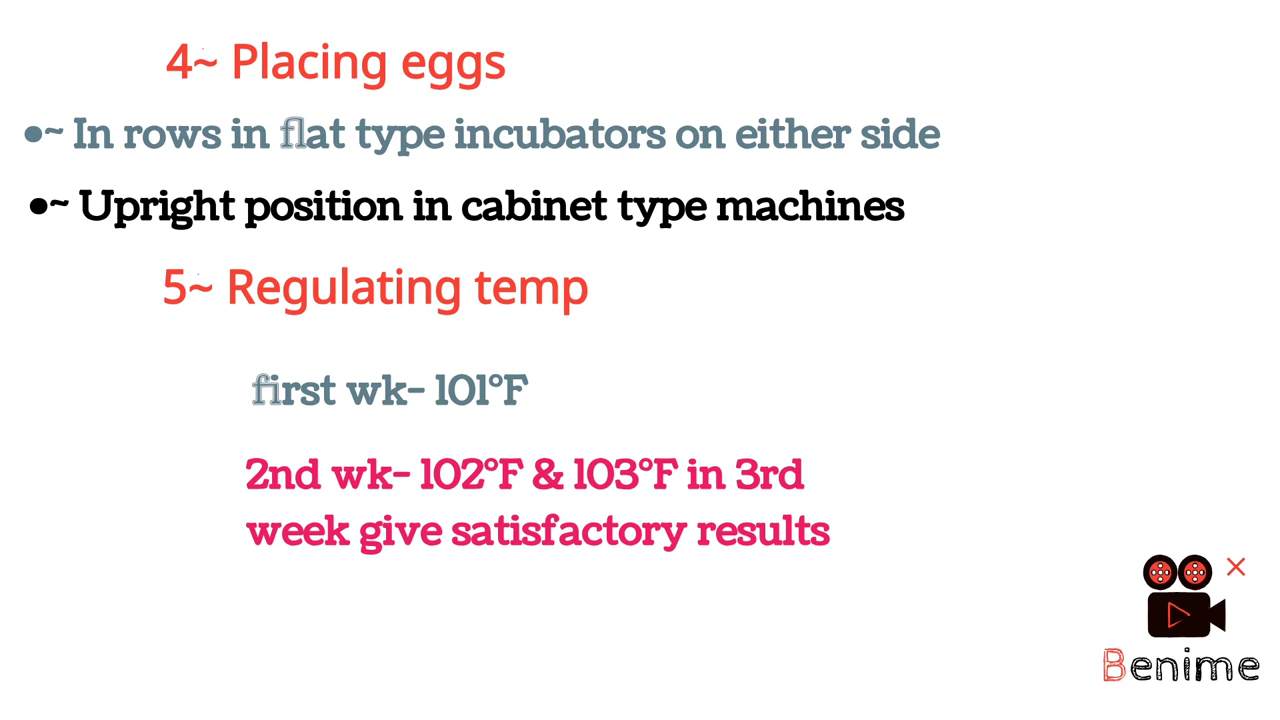 4~ Placing eggs
•~ In rows in flat type incubators on either side
•~ Upright position in cabinet type machines
5~ Regulating temp
first wk- 101°F
2nd wk- 102°F & 103°F in 3rd
week give satisfactory results
Benime